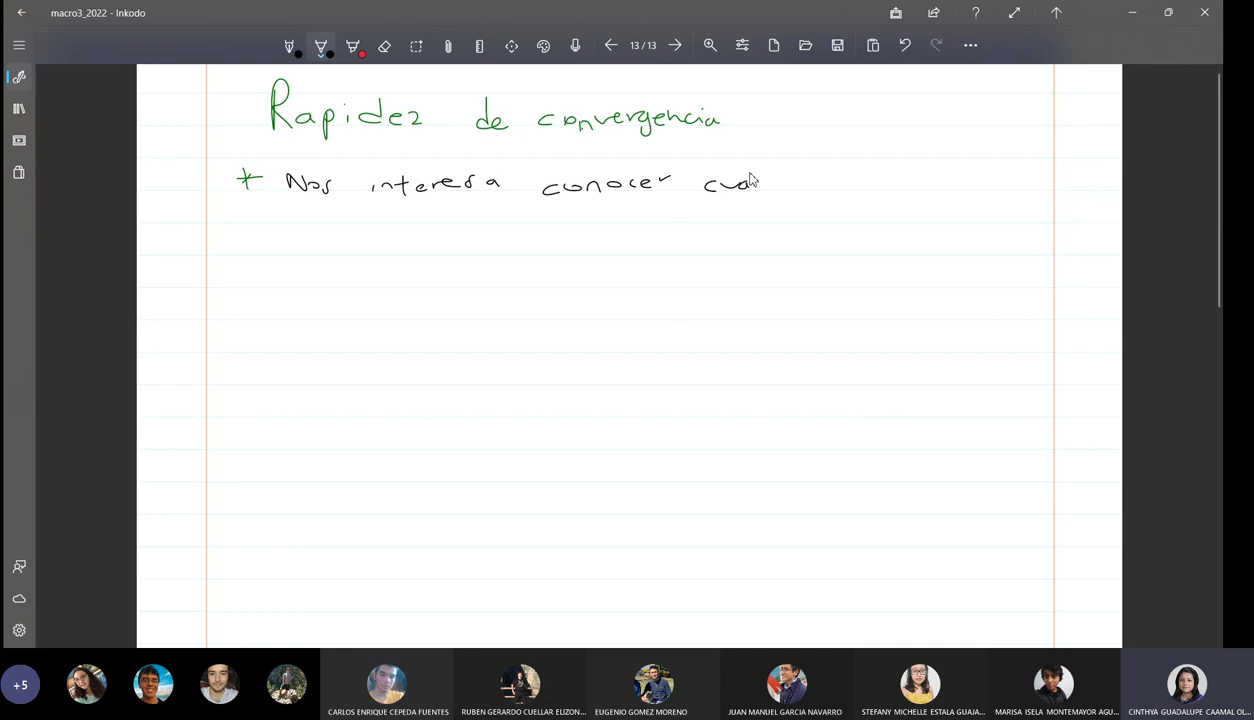 macro3_2022 - Inkodo
13/13
Rapidez de convergencia
* Nos interesa conocer cua
+5
CARLOS ENRIQUE CEPEDA FUENTES
RUBEN GERARDO CUELLAR ELIZON...
EUGENIO GOMEZ MORENO
JUAN MANUEL GARCIA NAVARRO
STEFANY MICHELLE ESTALA GUAJA...
MARISA ISELA MONTEMAYOR AGU...
CINTHYA GUADALUPE CAAMAL OL...